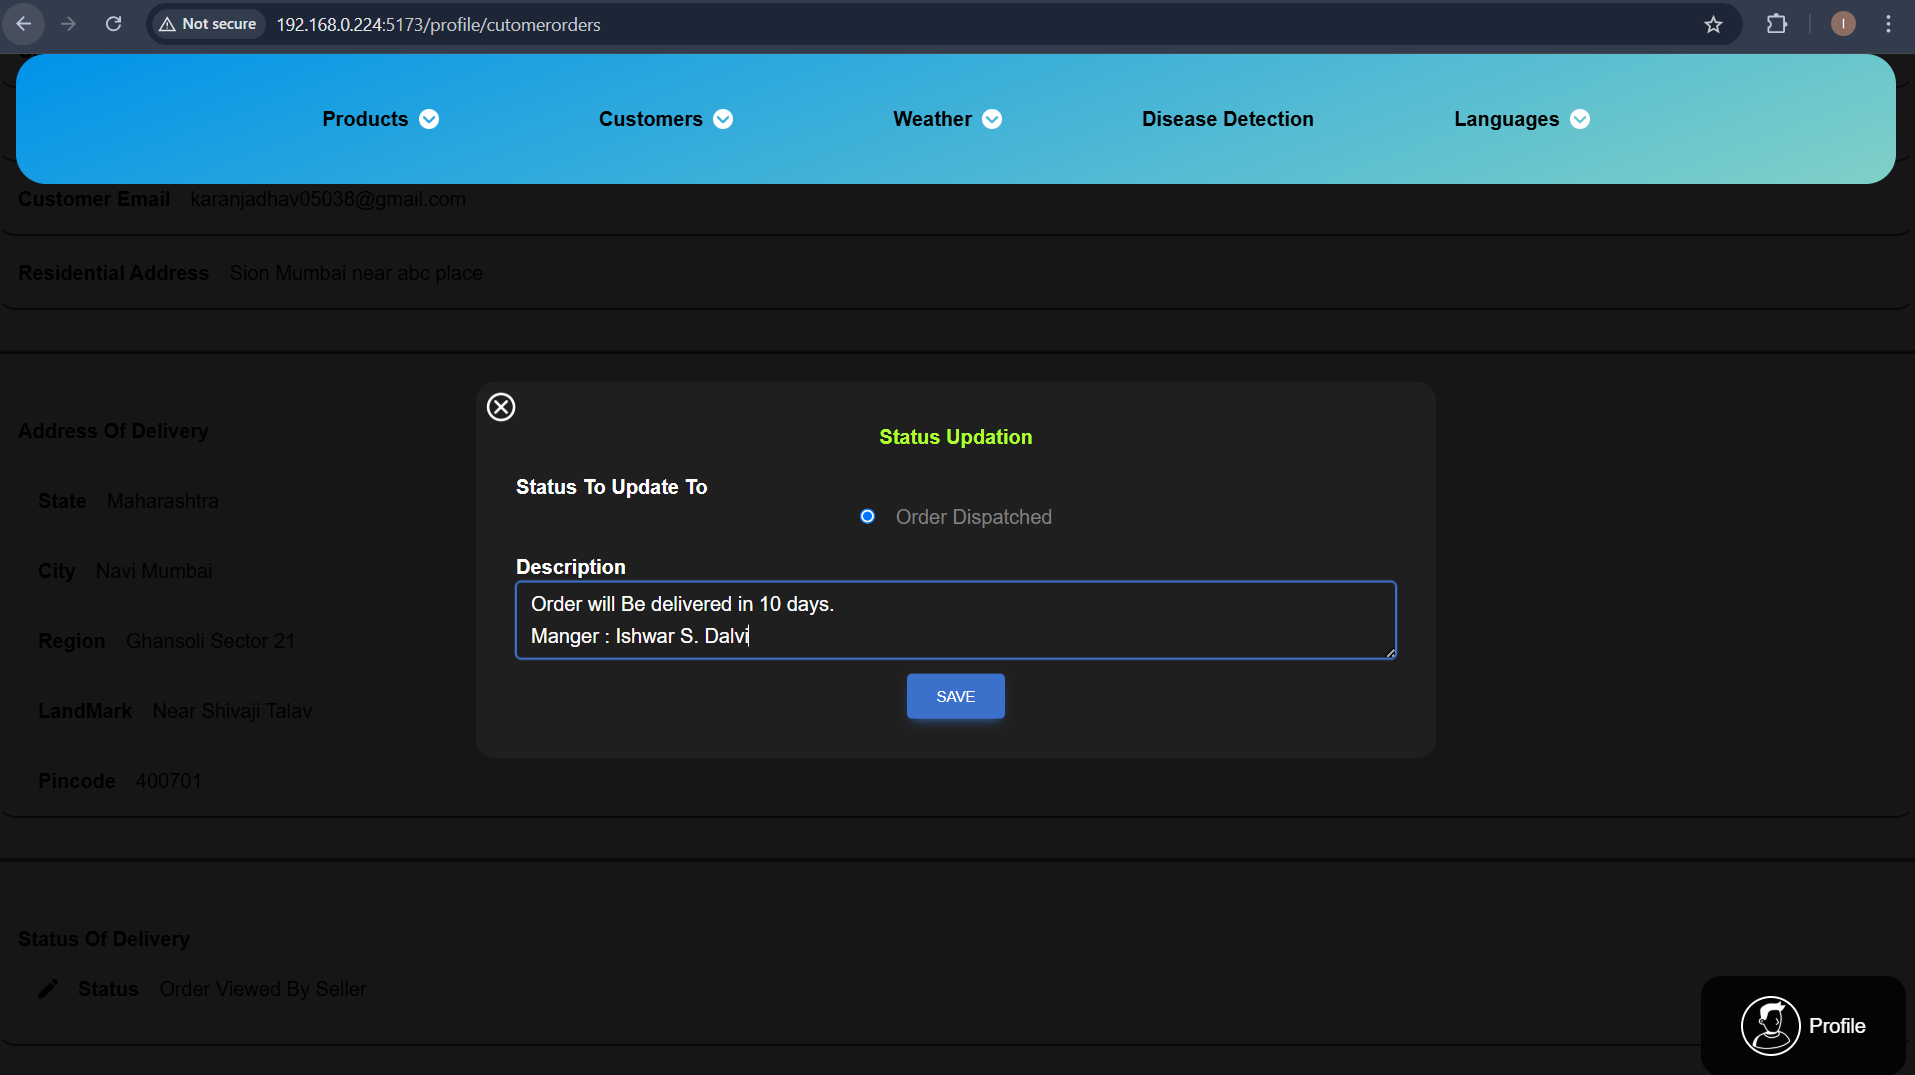 Not secure 192.168.0.224:5173/profile/cutomerorders
I
Products Customers Weather Disease Detection Languages
Customer Email karanjadhav05038@gmail.com
Residential Address Sion Mumbai near abc place
Address Of Delivery
State Maharashtra
City Navi Mumbai
Region Ghansoli Sector 21
LandMark Near Shivaji Talav
Pincode 400701
Status Updation
Status To Update To
Order Dispatched
Description
Order will Be delivered in 10 days.
Manger : Ishwar S. Dalvi
SAVE
Status Of Delivery
Status Order Viewed By Seller
Profile